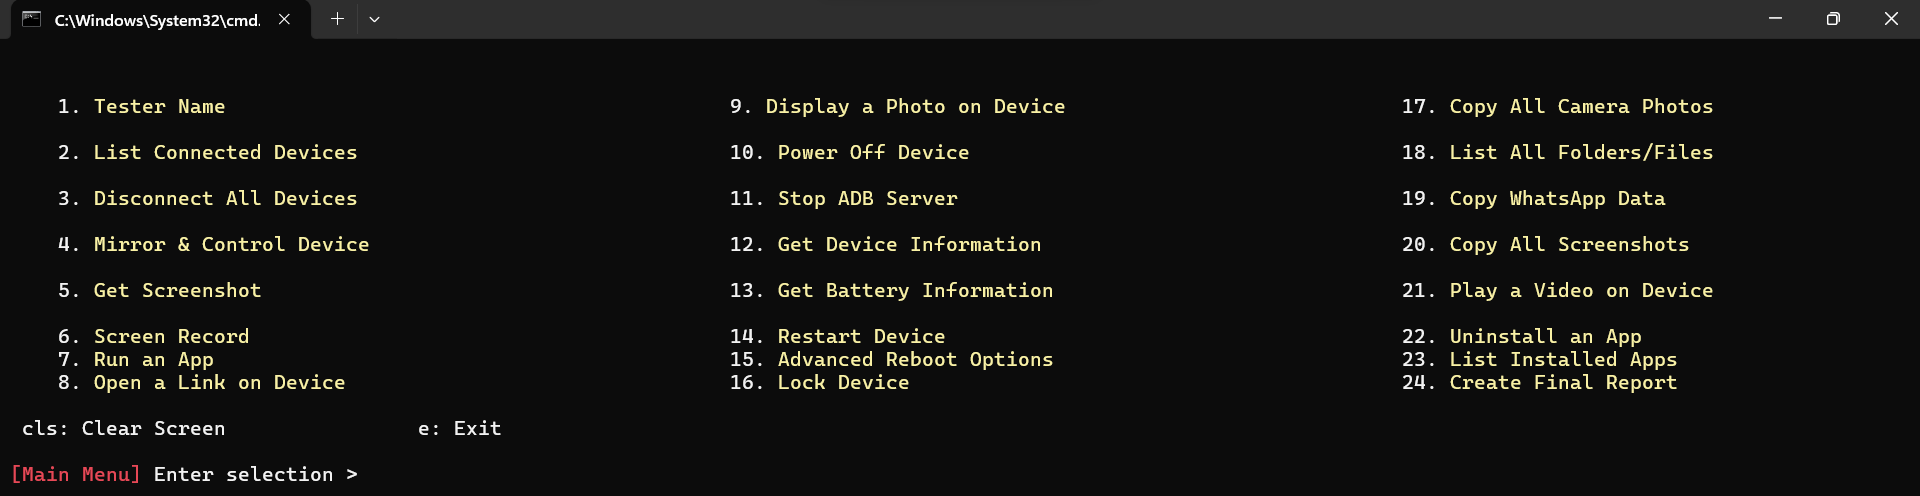 C:\Windows\System32\cmd.
1. Tester Name 9. Display a Photo on Device 17. Copy All Camera Photos
2. List Connected Devices 10. Power Off Device 18. List All Folders/Files
3. Disconnect All Devices 11. Stop ADB Server 19. Copy WhatsApp Data
4. Mirror & Control Device 12. Get Device Information 20. Copy All Screenshots
5. Get Screenshot 13. Get Battery Information 21. Play a Video on Device
6. Screen Record 14. Restart Device 22. Uninstall an App
7. Run an App 15. Advanced Reboot Options 23. List Installed Apps
8. Open a Link on Device 16. Lock Device 24. Create Final Report
cls: Clear Screen e: Exit
[Main Menu] Enter selection >